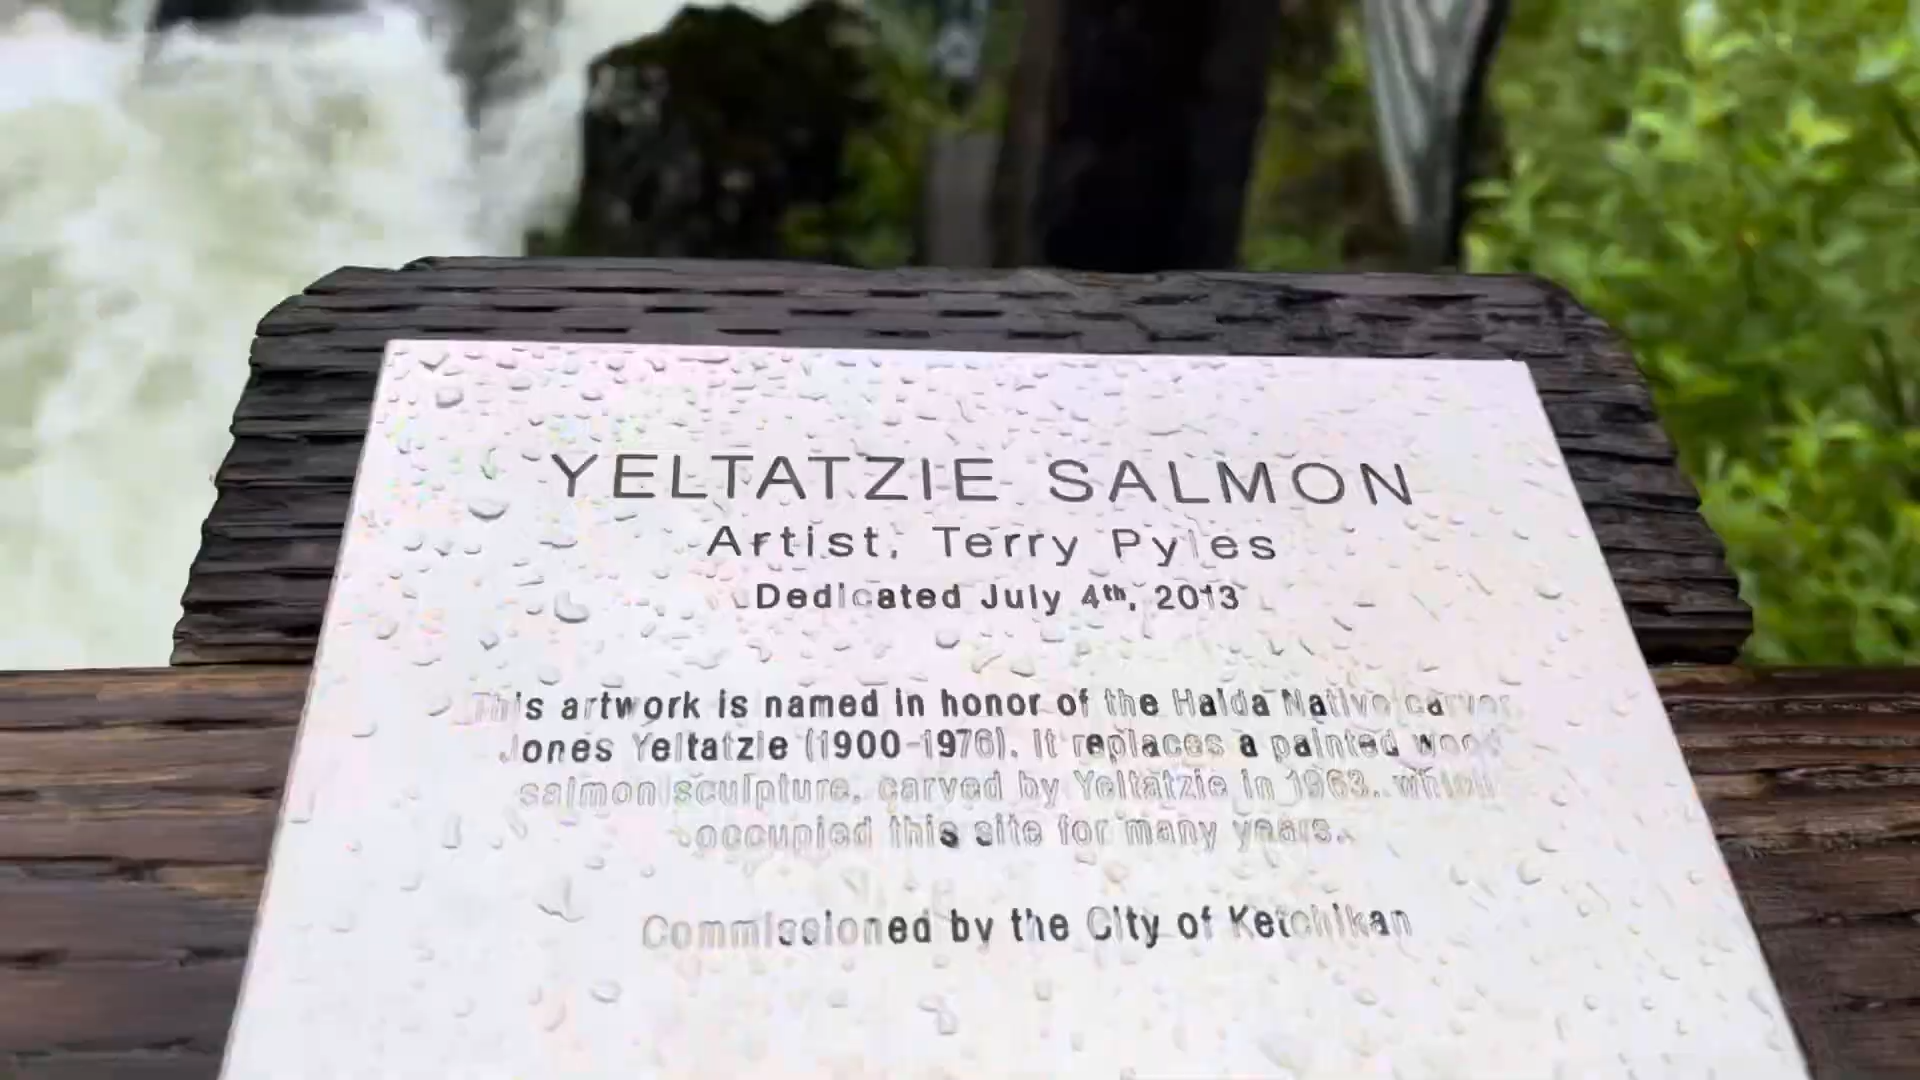 YELTATZIE SALMON
Artist, Terry Pyles
Dedicated July 4th, 2013
This artwork is named in honor of the Haida Native carver
Jones Yeltatzie (1900-1976). It replaces a painted wood
salmon sculpture, carved by Yeltatzie in 1963, which
occupied this site for many years.
Commissioned by the City of Ketchikan